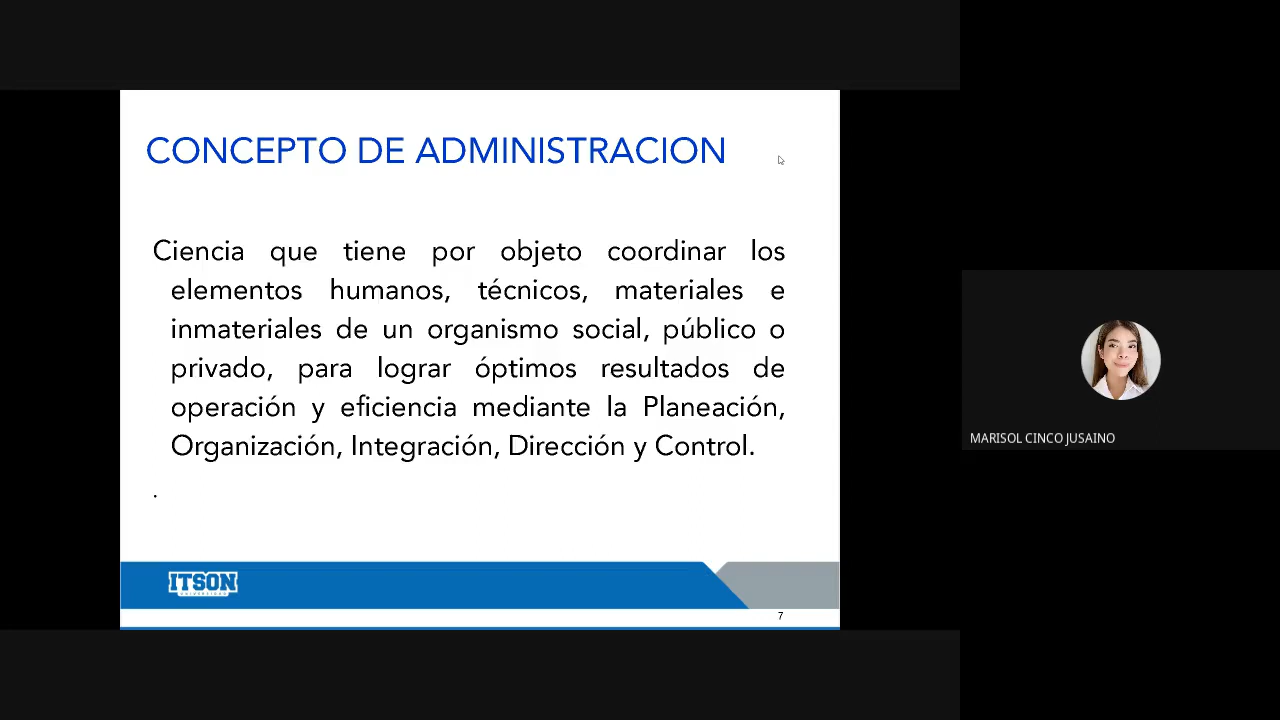 CONCEPTO DE ADMINISTRACION
Ciencia que tiene por objeto coordinar los
elementos humanos, técnicos, materiales e
inmateriales de un organismo social, público o
privado, para lograr óptimos resultados de
operación y eficiencia mediante la Planeación,
Organización, Integración, Dirección y Control.
.
ITSON
UNIVERSIDAD
7
MARISOL CINCO JUSAINO